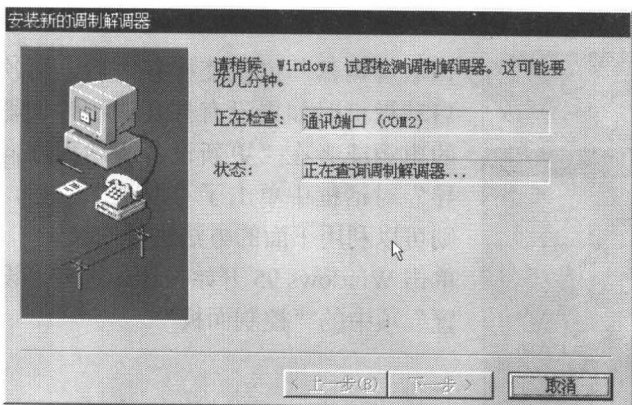 安装新的调制解调器
请稍候，Windows 试图检测调制解调器。这可能要
花几分钟。
正在检查： 通讯端口 (COM2)
状态： 正在查询调制解调器...
< 上一步(B) 下一步 > 取消